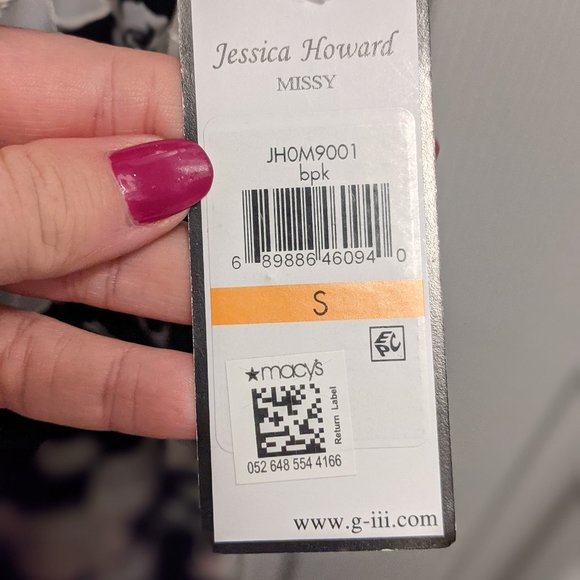 Jessica Howard
MISSY
JH0M9001
bpk
6 89886 46094 0
S
EPC
★macy's
Return Label
052 648 554 4166
www.g-iii.com